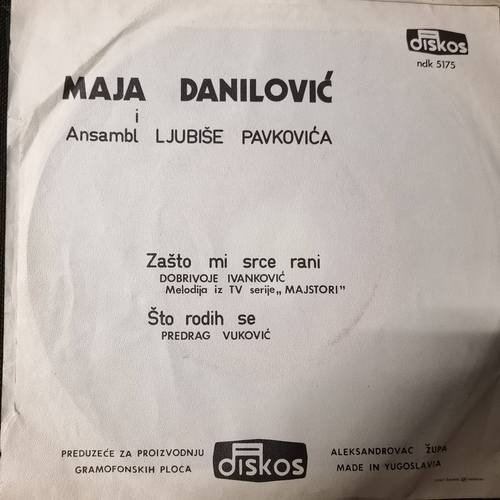 diskos
ndk 5175
MAJA DANILOVIĆ
i
Ansambl LJUBIŠE PAVKOVIĆA
Zašto mi srce rani
DOBRIVOJE IVANKOVIĆ
Melodija iz TV serije „MAJSTORI"
Što rodih se
PREDRAG VUKOVIĆ
PREDUZEĆE ZA PROIZVODNJU
GRAMOFONSKIH PLOČA
diskos
ALEKSANDROVAC ŽUPA
MADE IN YUGOSLAVIA